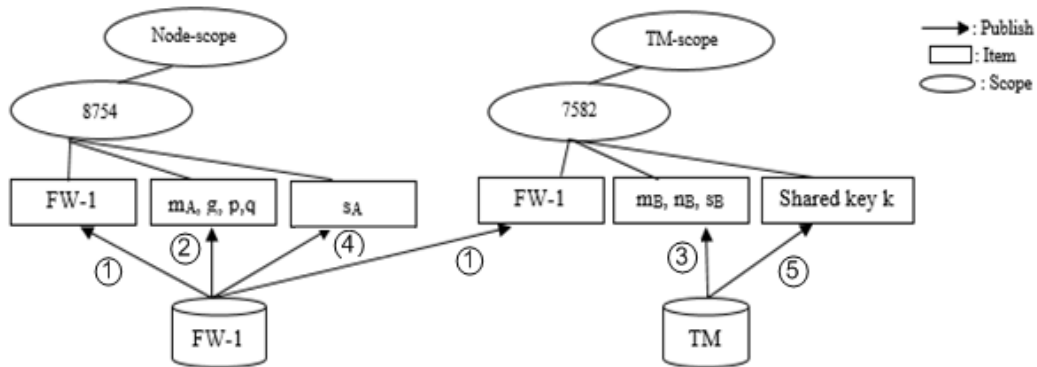 Node-scope
TM-scope
: Publish
: Item
: Scope
8754
7582
FW-1
mA, g, p,q
sA
FW-1
mB, nB, sB
Shared key k
1
2
4
1
3
5
FW-1
TM